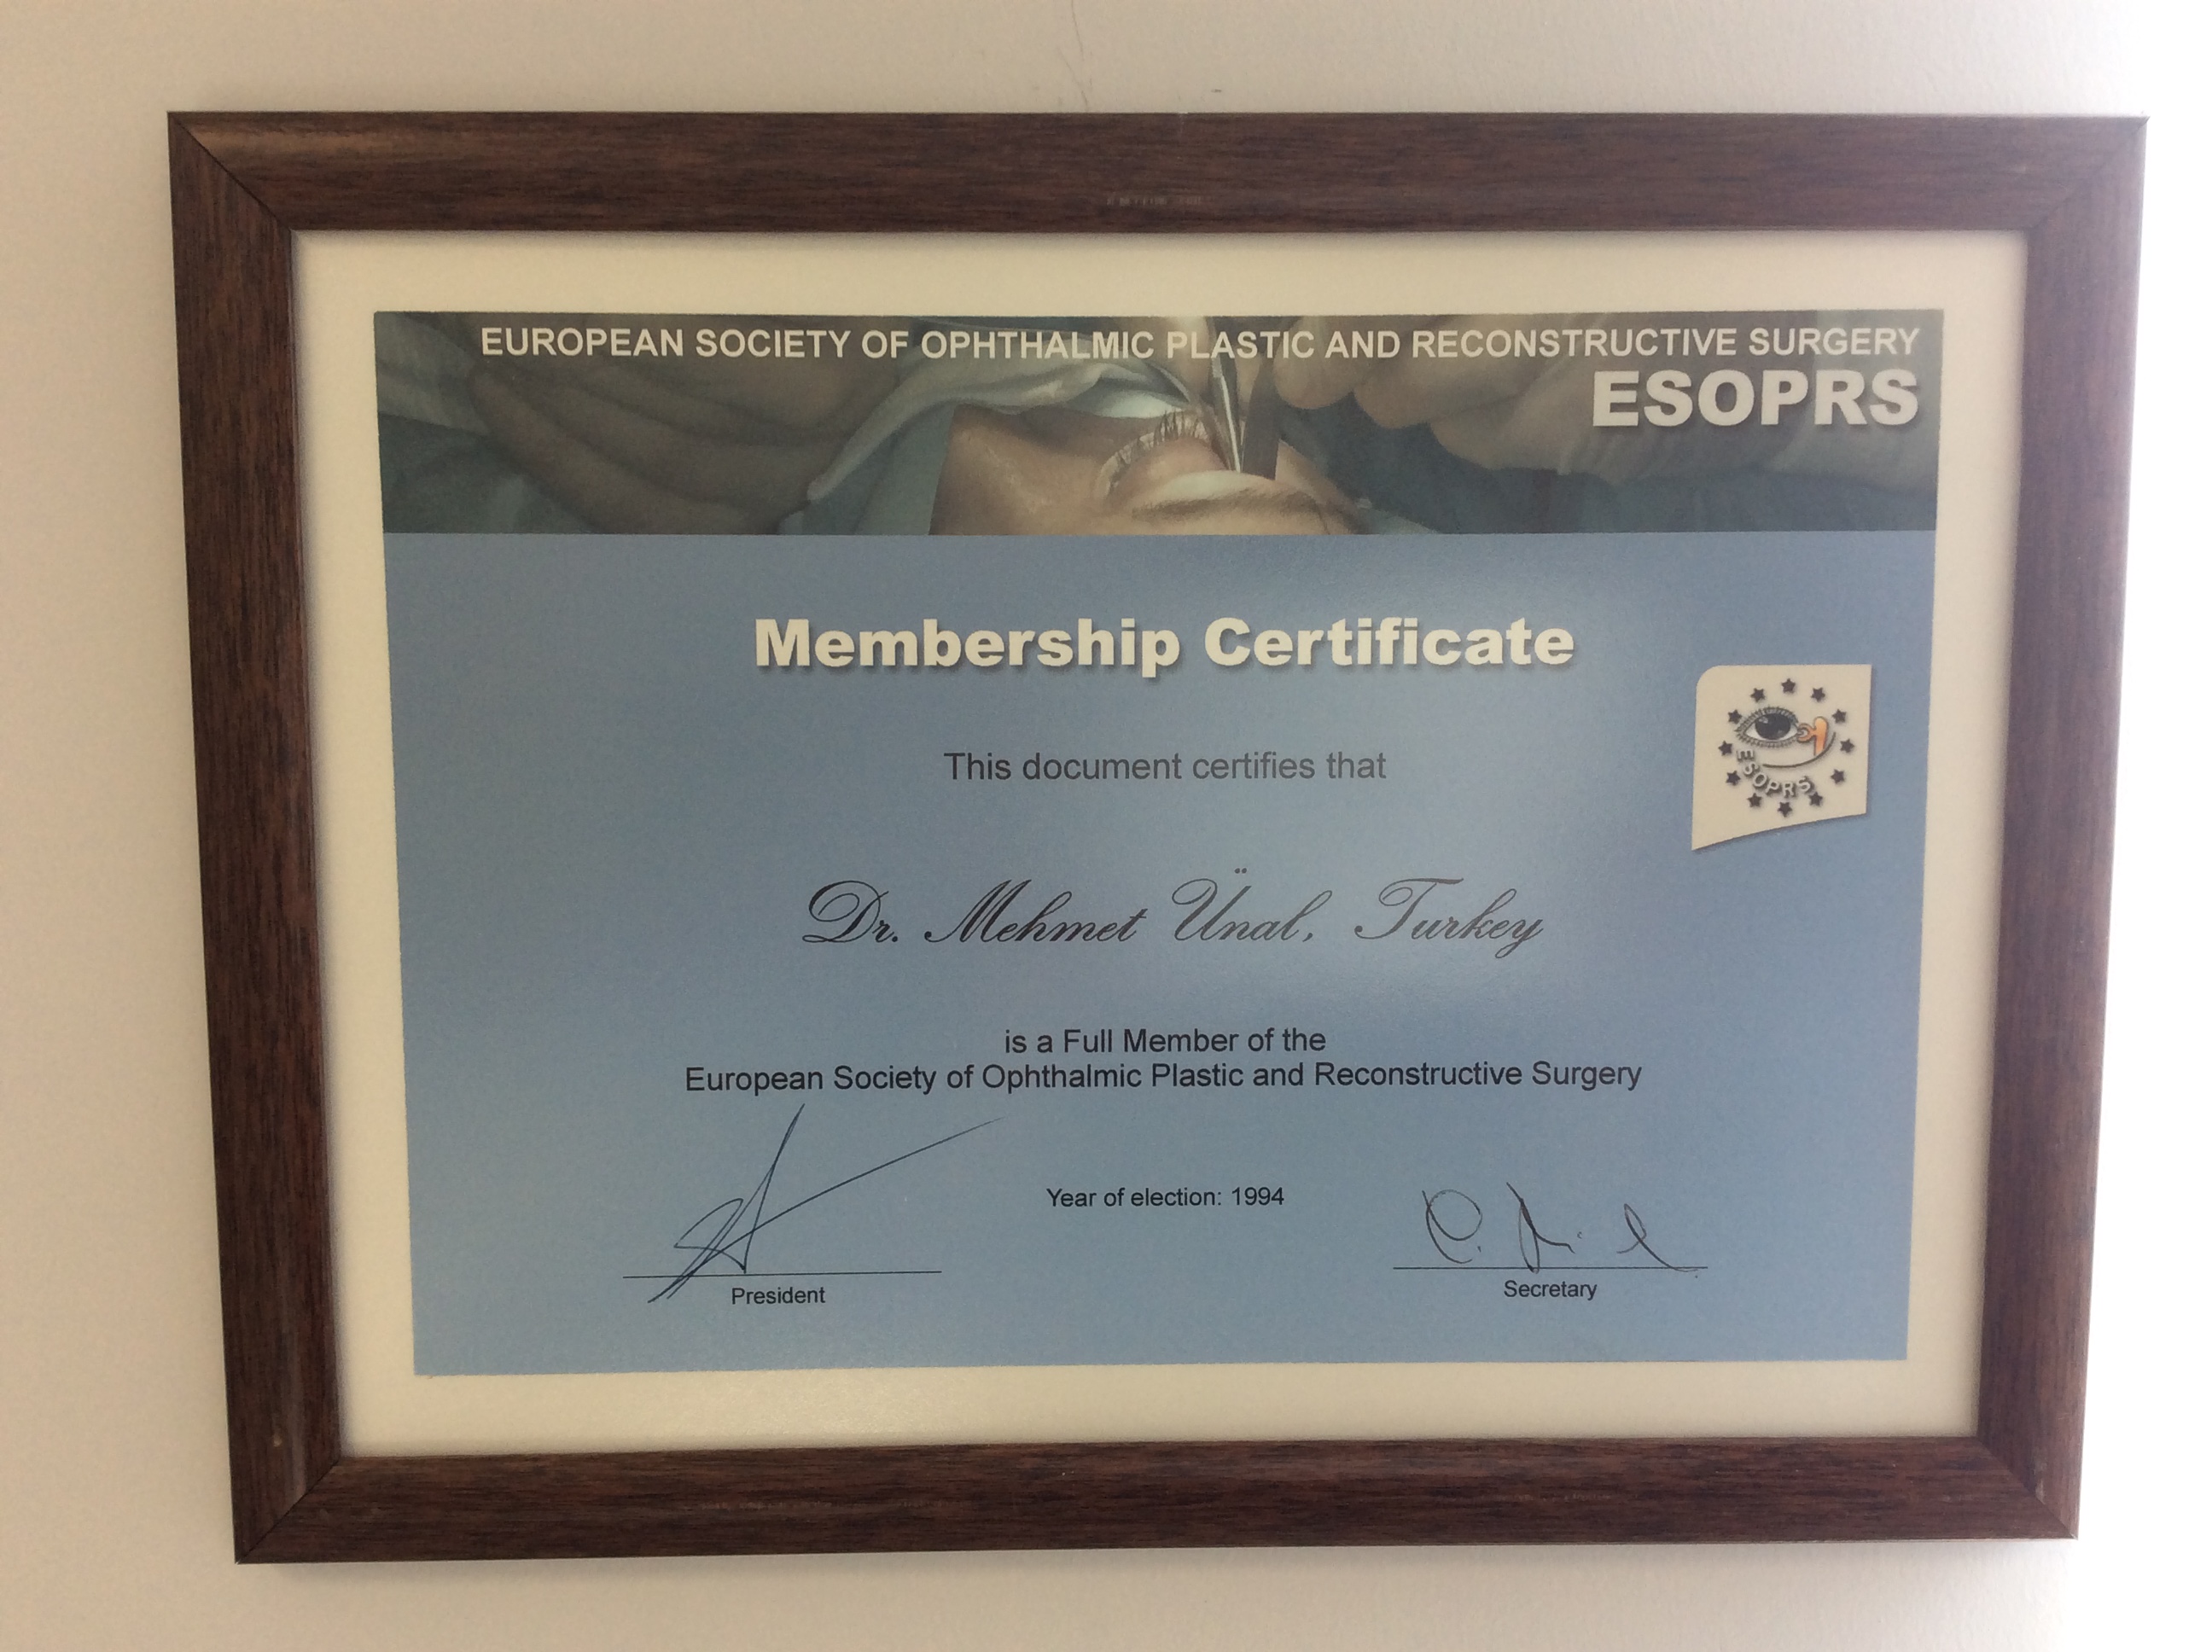 EUROPEAN SOCIETY OF OPHTHALMIC PLASTIC AND RECONSTRUCTIVE SURGERY
ESOPRS
Membership Certificate
ESOPRS
This document certifies that
Dr. Mehmet Ünal, Turkey
is a Full Member of the
European Society of Ophthalmic Plastic and Reconstructive Surgery
Year of election: 1994
President
Secretary